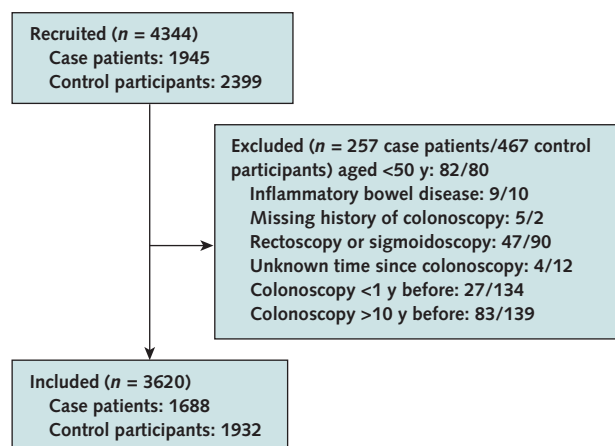 Recruited (n = 4344)
Case patients: 1945
Control participants: 2399
Excluded (n = 257 case patients/467 control
participants) aged <50 y: 82/80
Inflammatory bowel disease: 9/10
Missing history of colonoscopy: 5/2
Rectoscopy or sigmoidoscopy: 47/90
Unknown time since colonoscopy: 4/12
Colonoscopy <1 y before: 27/134
Colonoscopy >10 y before: 83/139
Included (n = 3620)
Case patients: 1688
Control participants: 1932